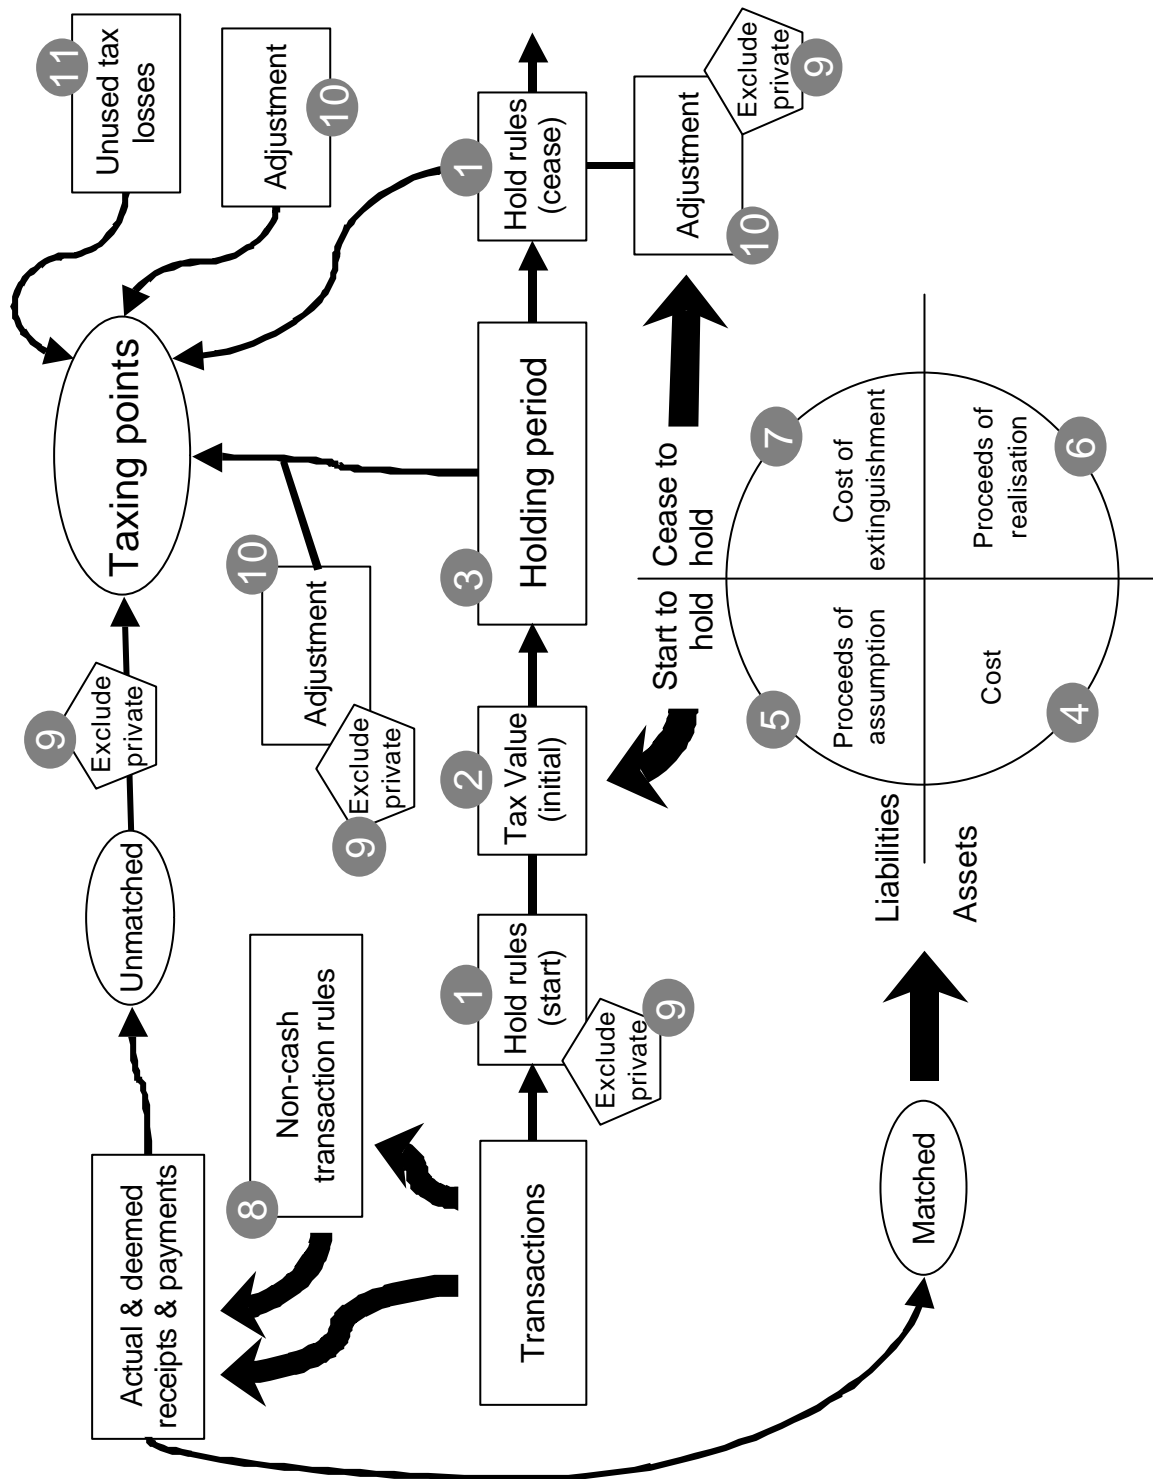 Actual & deemed
receipts & payments
Unmatched
9
Exclude
private
Taxing points
11
Unused tax
losses
10
Adjustment
8
Non-cash
transaction rules
10
Adjustment
9
Exclude
private
Transactions
1
Hold rules
(start)
9
Exclude
private
2
Tax Value
(initial)
3
Holding period
1
Hold rules
(cease)
10
Adjustment
9
Exclude
private
Start to
hold
Cease to
hold
Matched
Liabilities
Assets
5
Proceeds of
assumption
7
Cost of
extinguishment
4
Cost
6
Proceeds of
realisation